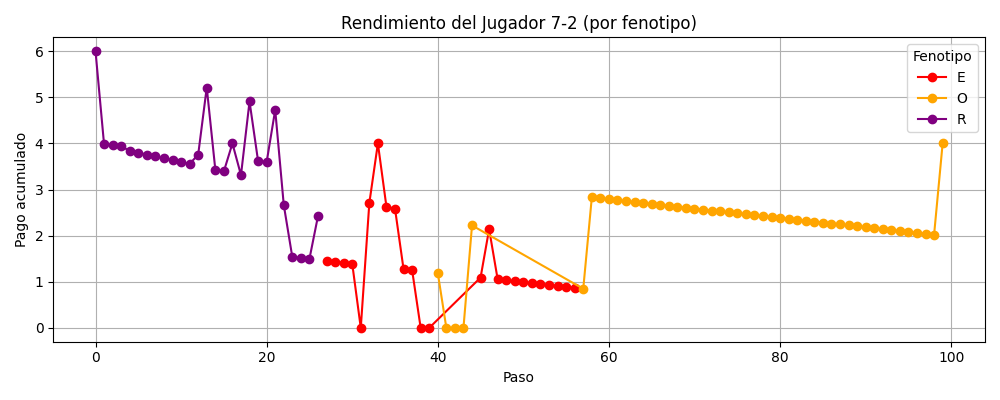 Rendimiento del Jugador 7-2 (por fenotipo)
Pago acumulado
6
5
4
3
2
1
0
Fenotipo
E
O
R
0 20 40 60 80 100
Paso